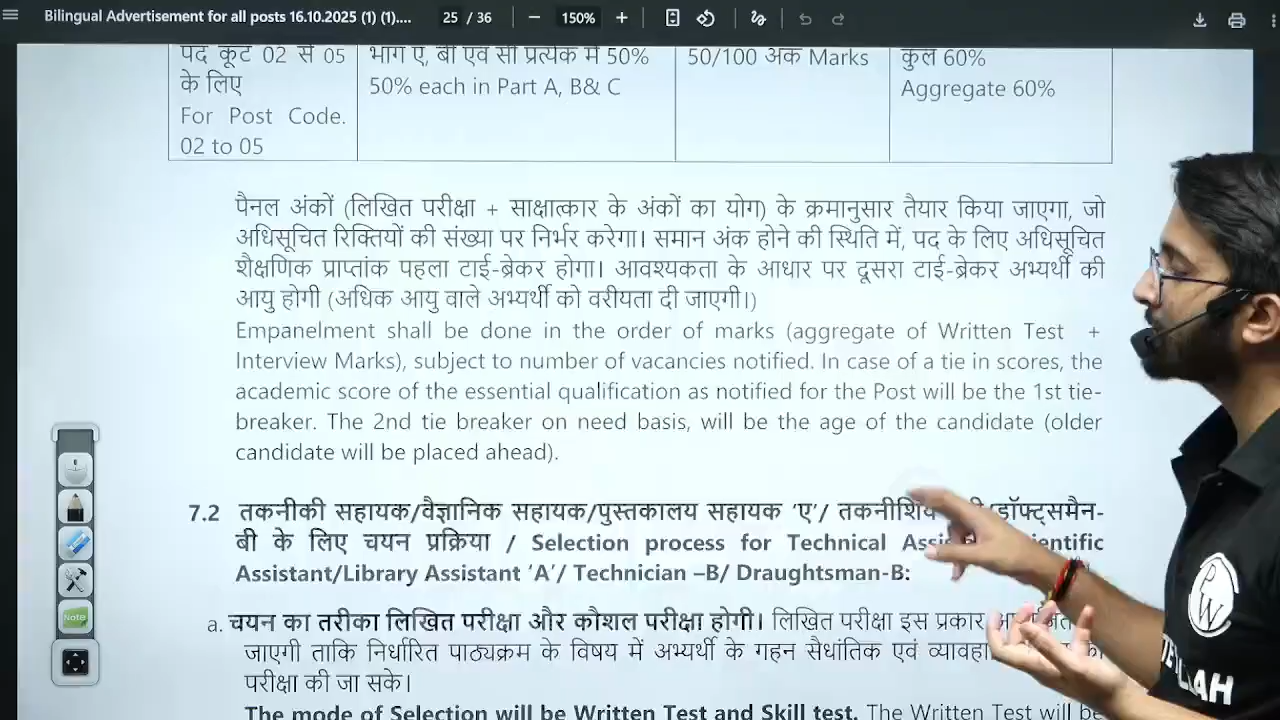 Bilingual Advertisement for all posts 16.10.2025 (1) (1)....
25 / 36
150%
पद कूट 02 से 05
के लिए
For Post Code.
02 to 05
भाग ए, बी एवं सी प्रत्येक में 50%
50% each in Part A, B& C
50/100 अंक Marks
कुल 60%
Aggregate 60%
पैनल अंकों (लिखित परीक्षा + साक्षात्कार के अंकों का योग) के क्रमानुसार तैयार किया जाएगा, जो
अधिसूचित रिक्तियों की संख्या पर निर्भर करेगा। समान अंक होने की स्थिति में, पद के लिए अधिसूचित
शैक्षणिक प्राप्तांक पहला टाई-ब्रेकर होगा। आवश्यकता के आधार पर दूसरा टाई-ब्रेकर अभ्यर्थी की
आयु होगी (अधिक आयु वाले अभ्यर्थी को वरीयता दी जाएगी।)
Empanelment shall be done in the order of marks (aggregate of Written Test +
Interview Marks), subject to number of vacancies notified. In case of a tie in scores, the
academic score of the essential qualification as notified for the Post will be the 1st tie-
breaker. The 2nd tie breaker on need basis, will be the age of the candidate (older
candidate will be placed ahead).
7.2 तकनीकी सहायक/वैज्ञानिक सहायक/पुस्तकालय सहायक 'ए'/ डॉफ्ट्समैन-
बी के लिए चयन प्रक्रिया / Selection process for Technical
Assistant/Library Assistant 'A'/ Technician –B/ Draughtsman-B:
a. चयन का तरीका लिखित परीक्षा और कौशल परीक्षा होगी। लिखित परीक्षा इस प्रकार
जाएगी ताकि निर्धारित पाठ्यक्रम के विषय में अभ्यर्थी के गहन सैधांतिक एवं
परीक्षा की जा सके।
The mode of Selection will be Written Test and Skill test. The Written Test will be
Note
PW